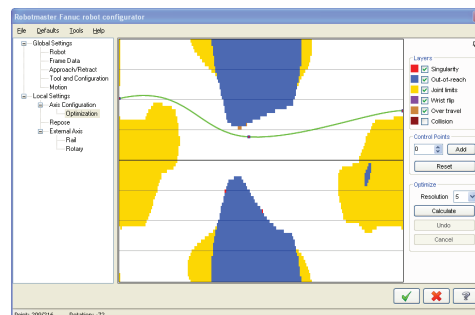 Robotmaster Fanuc robot configurator
File Defaults Tools Help
Global Settings
Robot
Frame Data
Approach/Retract
Tool and Configuration
Motion
Local Settings
Axis Configuration
Optimization
Repose
External Axis
Rail
Rotary
Layers
Singularity
Out-of-reach
Joint limits
Wrist flip
Over travel
Collision
Control Points
0 Add
Reset
Optimize
Resolution 5
Calculate
Undo
Cancel